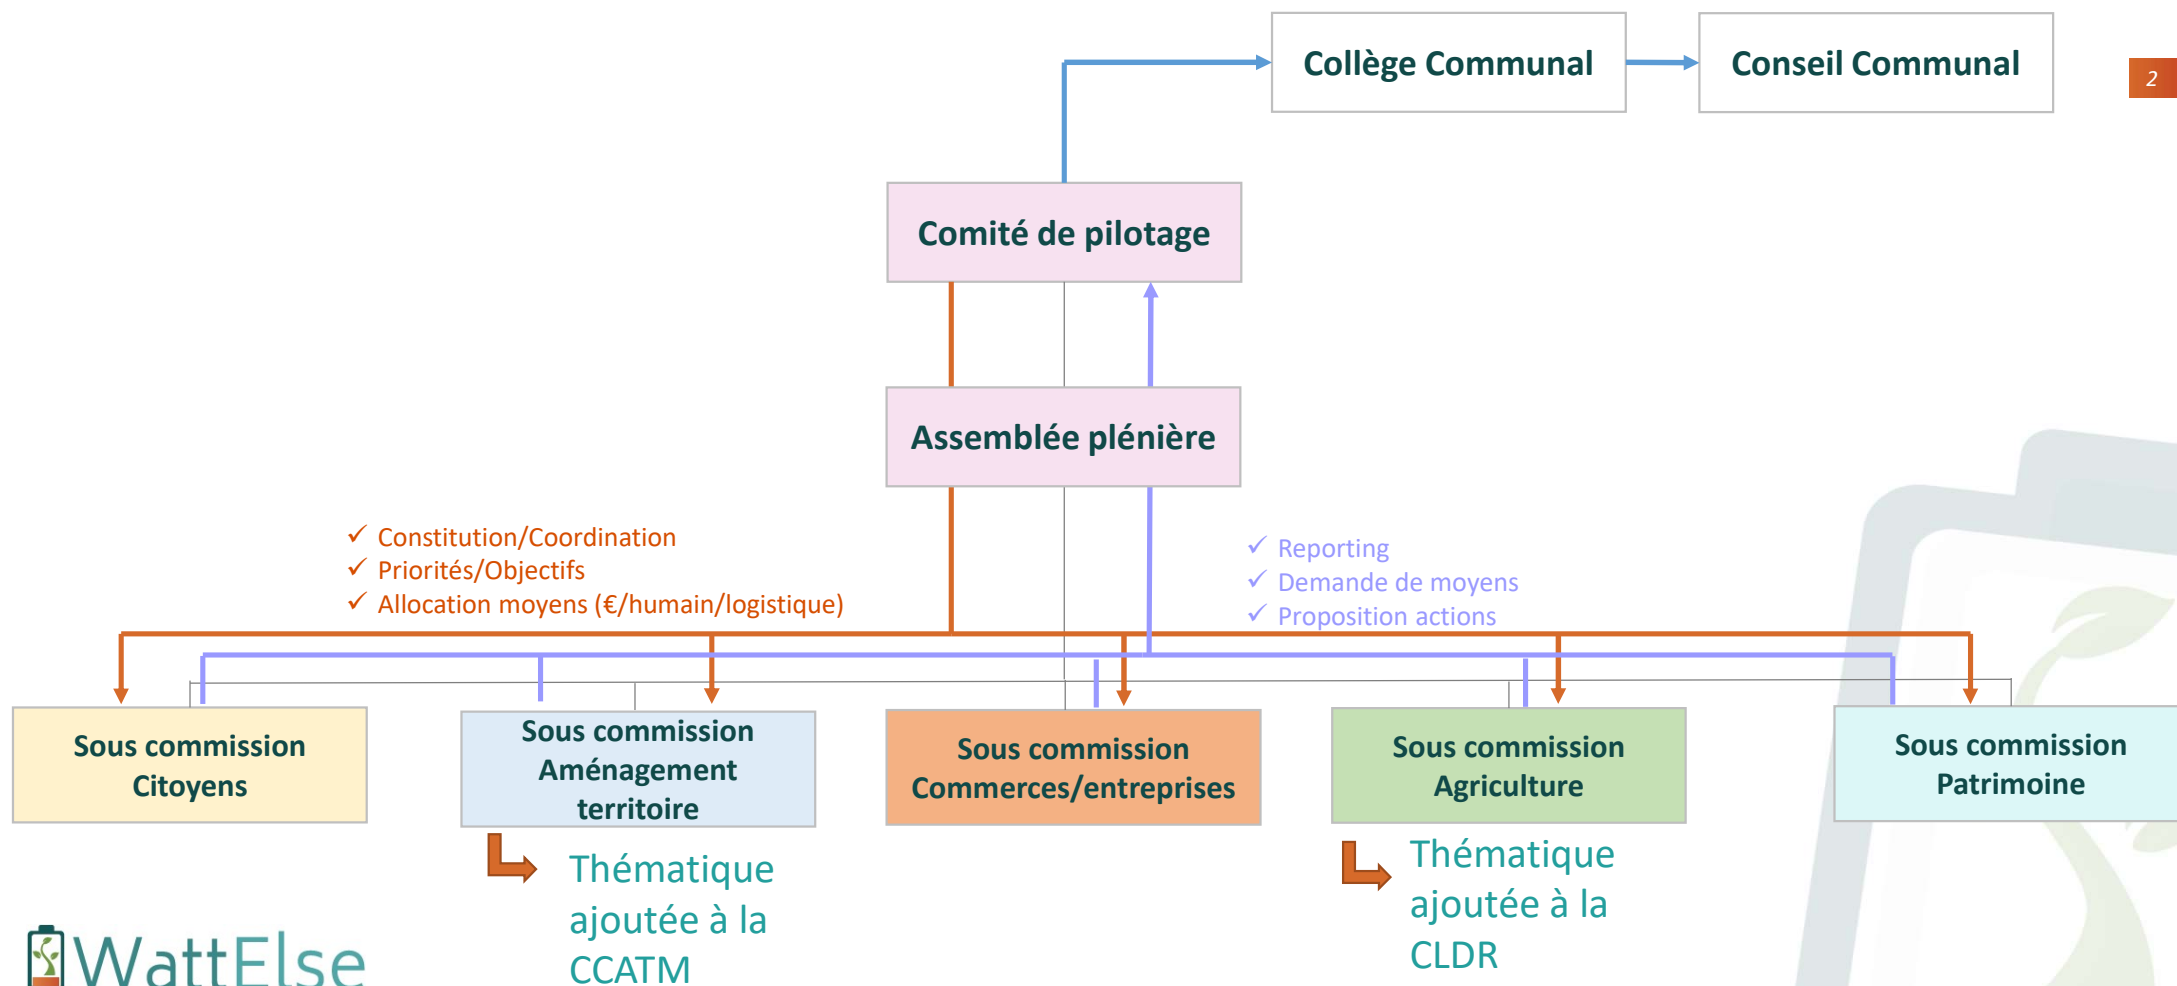 Collège Communal
Conseil Communal
2
Comité de pilotage
Assemblée plénière
✓ Constitution/Coordination
✓ Priorités/Objectifs
✓ Allocation moyens (€/humain/logistique)
✓ Reporting
✓ Demande de moyens
✓ Proposition actions
Sous commission
Citoyens
Sous commission
Aménagement
territoire
Sous commission
Commerces/entreprises
Sous commission
Agriculture
Sous commission
Patrimoine
Thématique
ajoutée à la
CCATM
Thématique
ajoutée à la
CLDR
WattElse